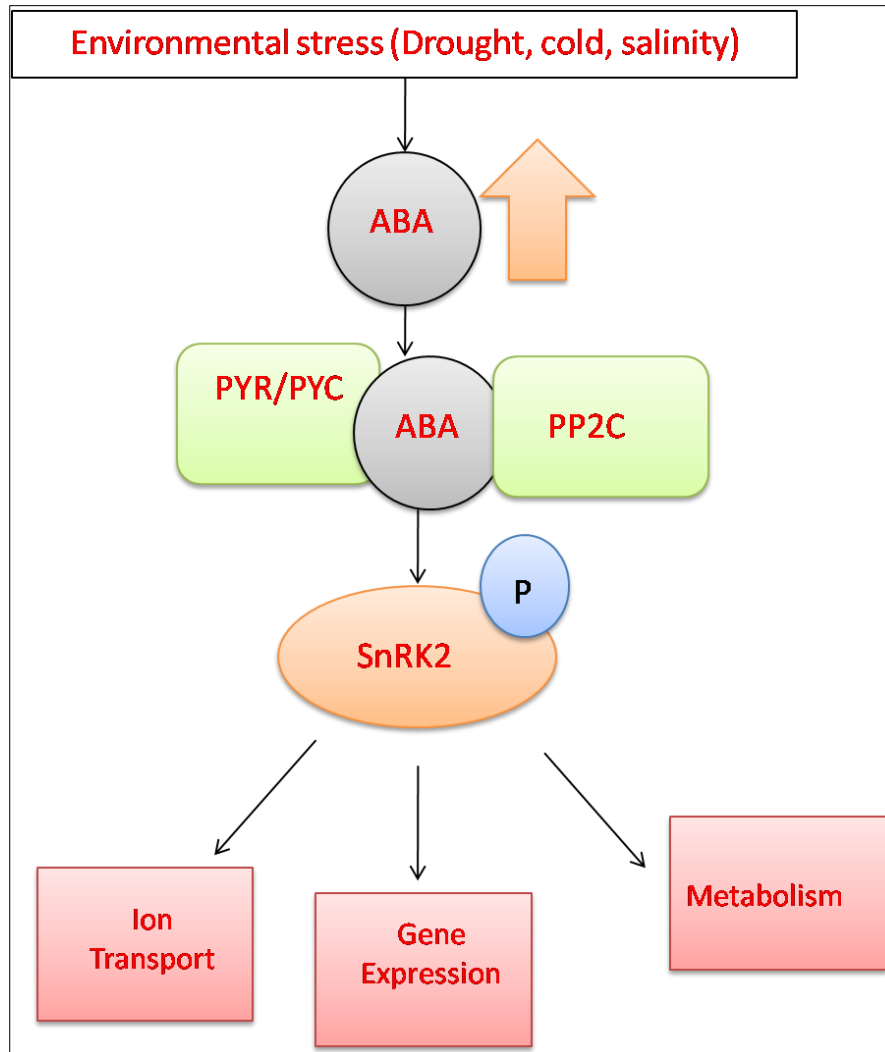 Environmental stress (Drought, cold, salinity)
ABA
PYR/PYC
ABA
PP2C
P
SnRK2
Ion
Transport
Gene
Expression
Metabolism